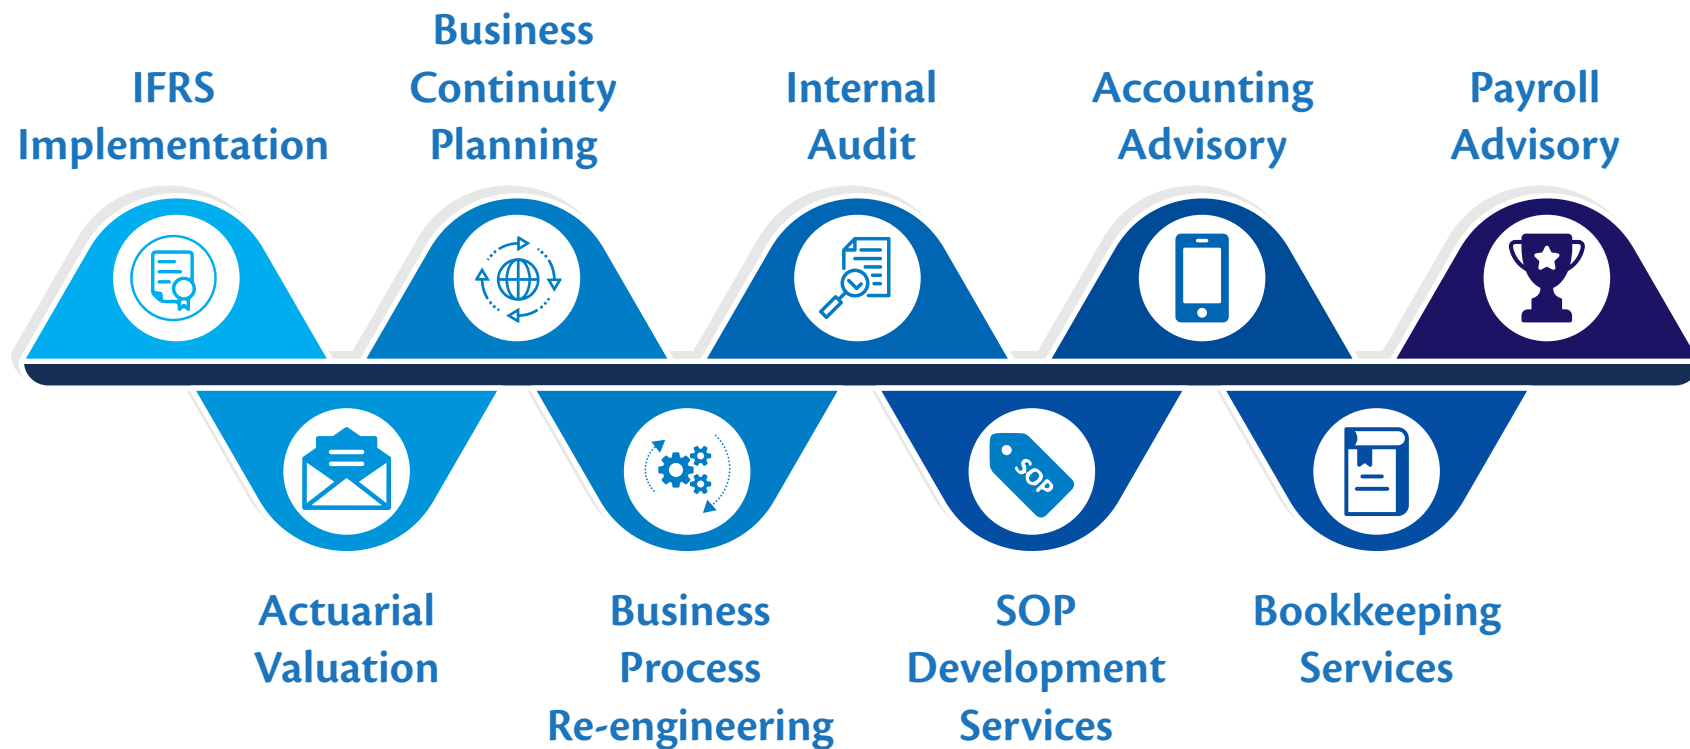 IFRS
Implementation
Business
Continuity
Planning
Internal
Audit
Accounting
Advisory
Payroll
Advisory
SOP
Actuarial
Valuation
Business
Process
Re-engineering
SOP
Development
Services
Bookkeeping
Services